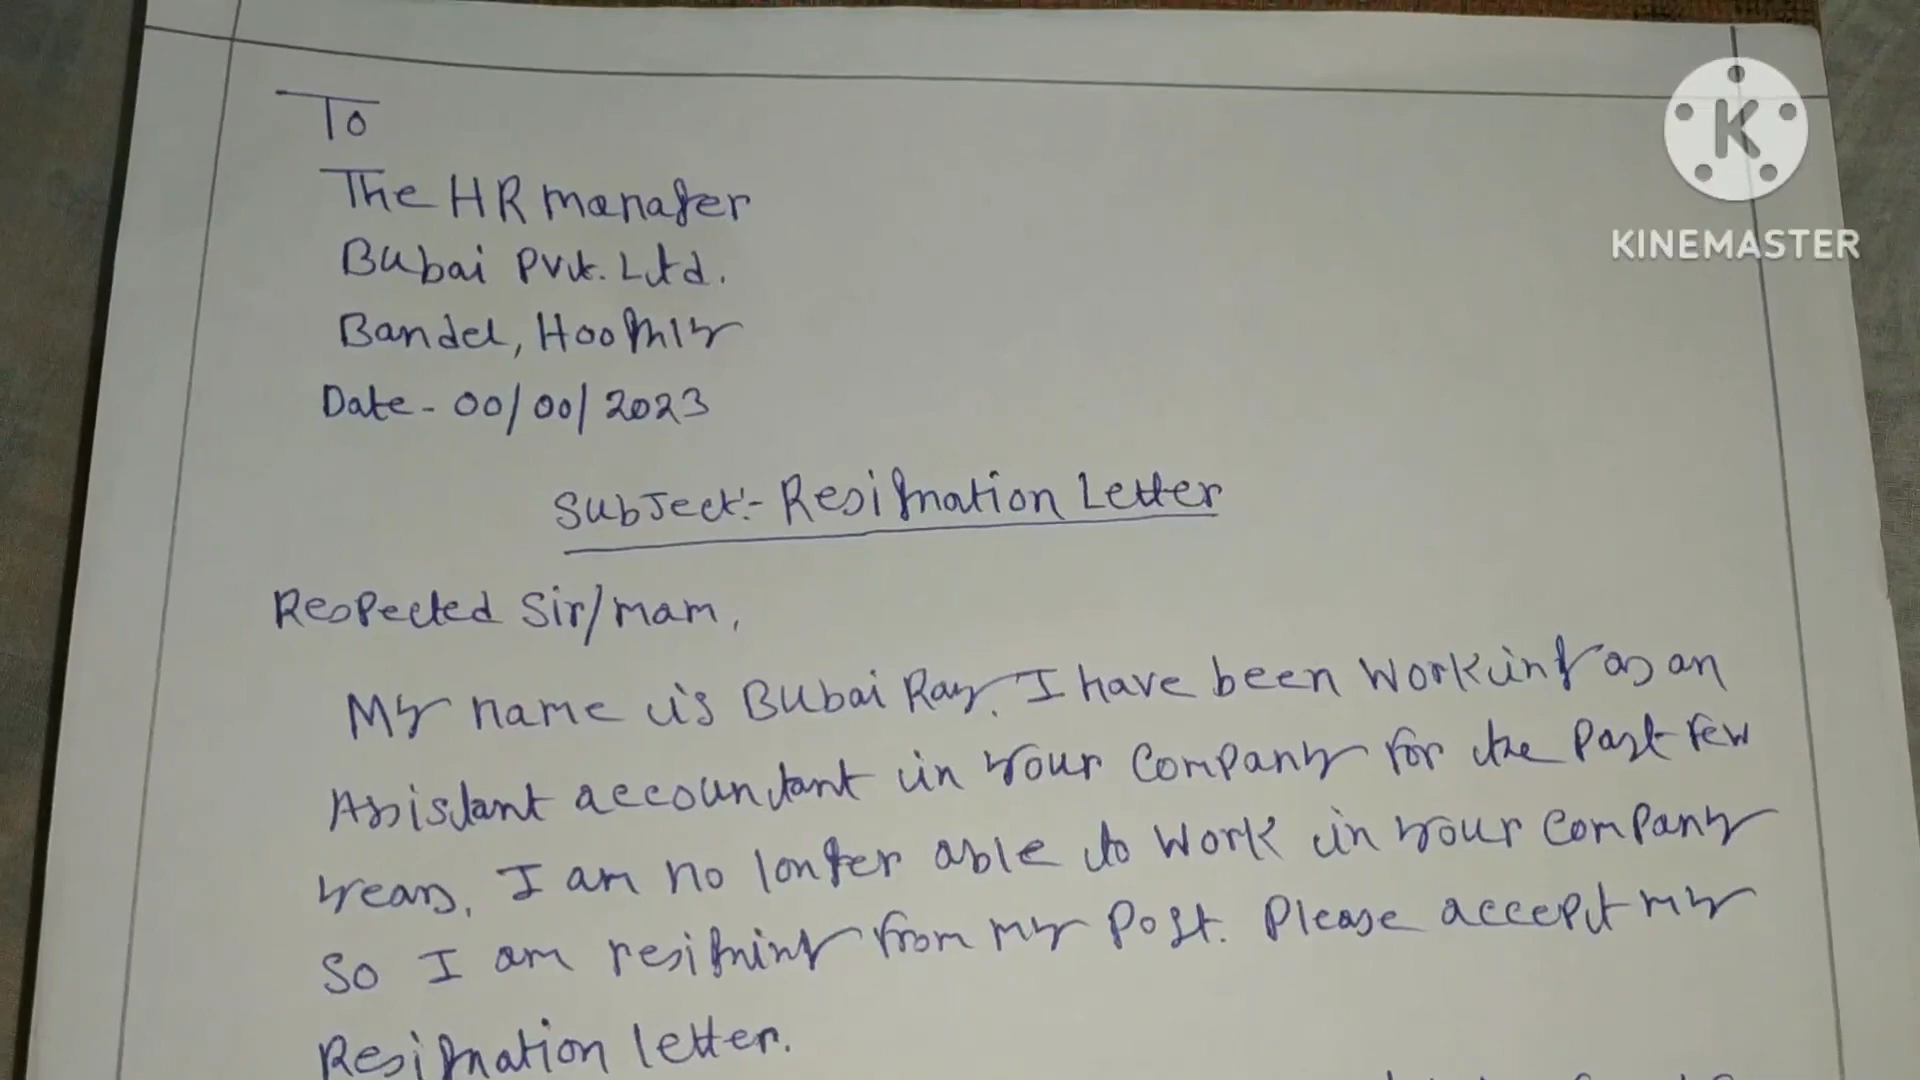 To
The HR manager
Bubai Pvt. Ltd.
Bandel, Hooghly
Date - 00/00/2023
Subject:- Resignation Letter
Respected Sir/mam,
My name is Bubai Ray. I have been working as an
Assistant accountant in your company for the past few
years. I am no longer able to work in your company
So I am resigning from my post. Please accept my
Resignation letter.
K
KINEMASTER